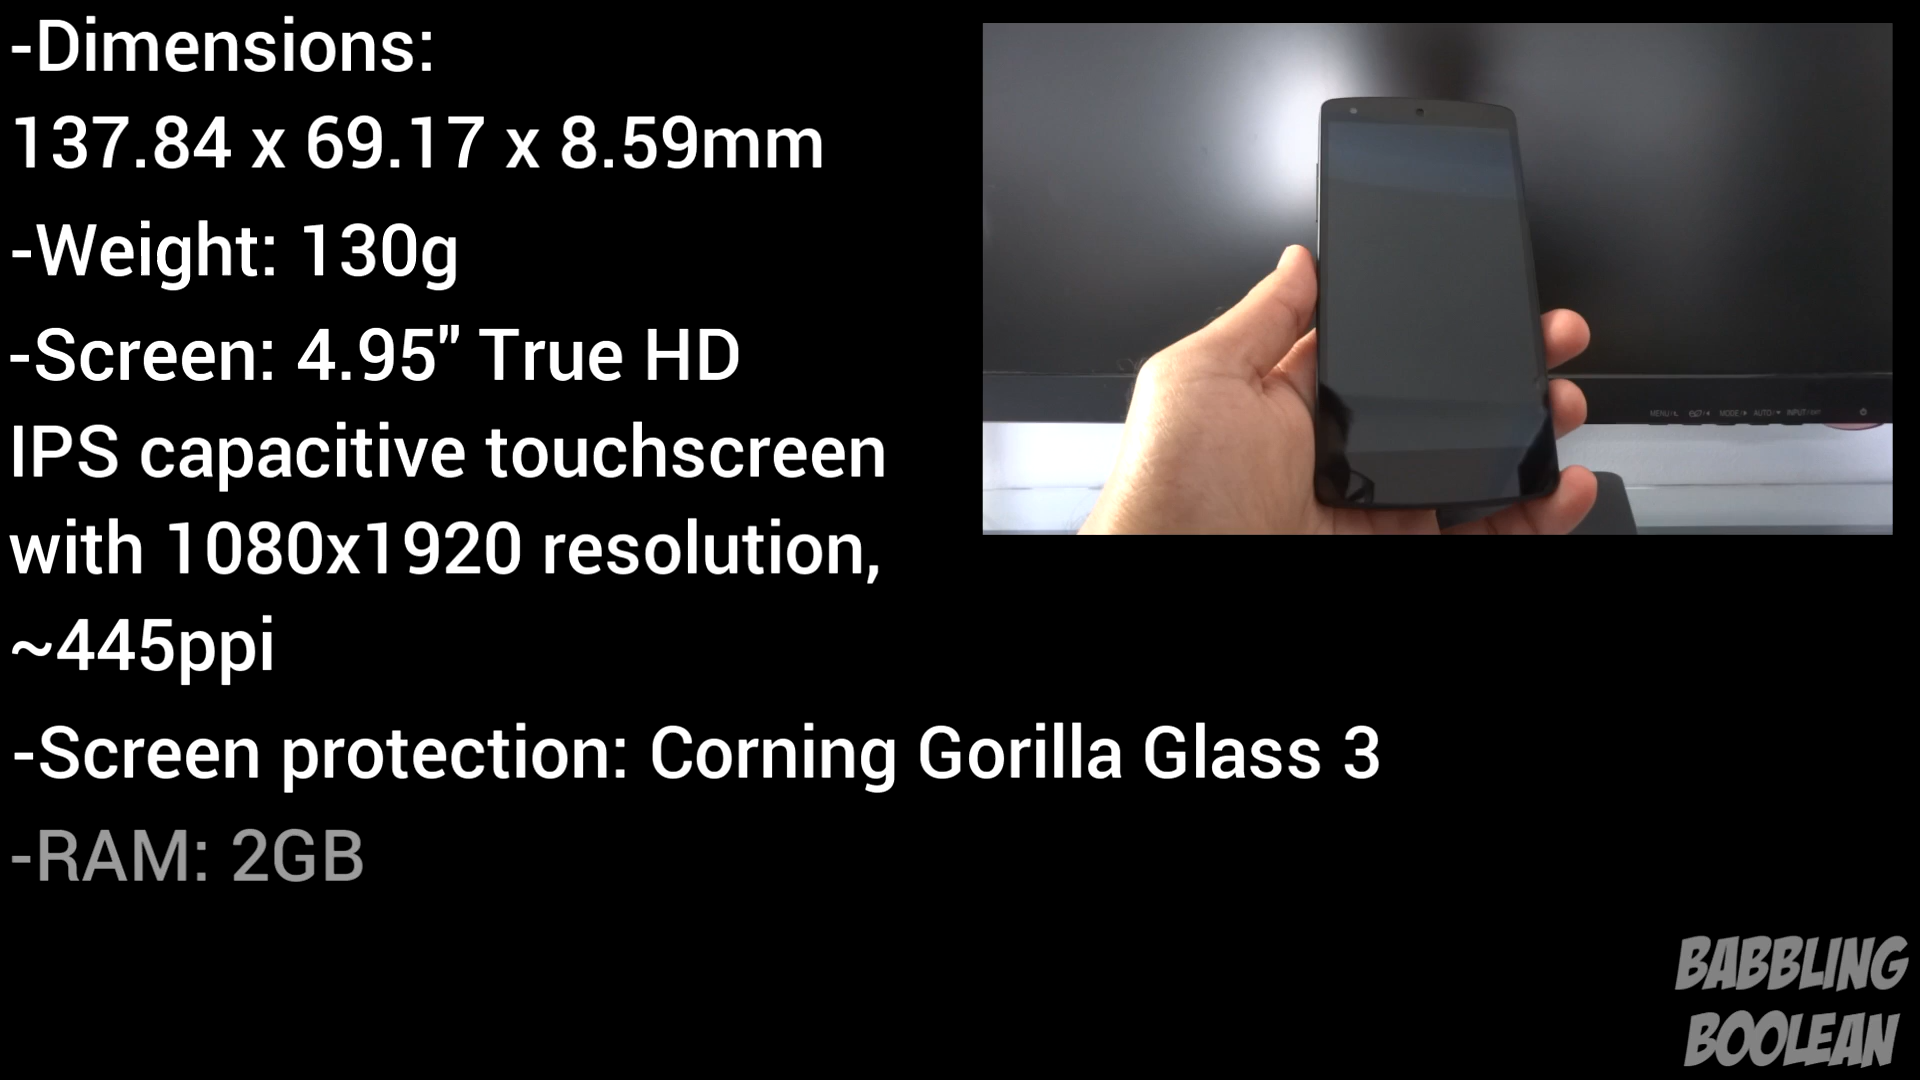 -Dimensions:
137.84 x 69.17 x 8.59mm
-Weight: 130g
-Screen: 4.95" True HD
IPS capacitive touchscreen
with 1080x1920 resolution,
~445ppi
-Screen protection: Corning Gorilla Glass 3
-RAM: 2GB
BABBLING
BOOLEAN